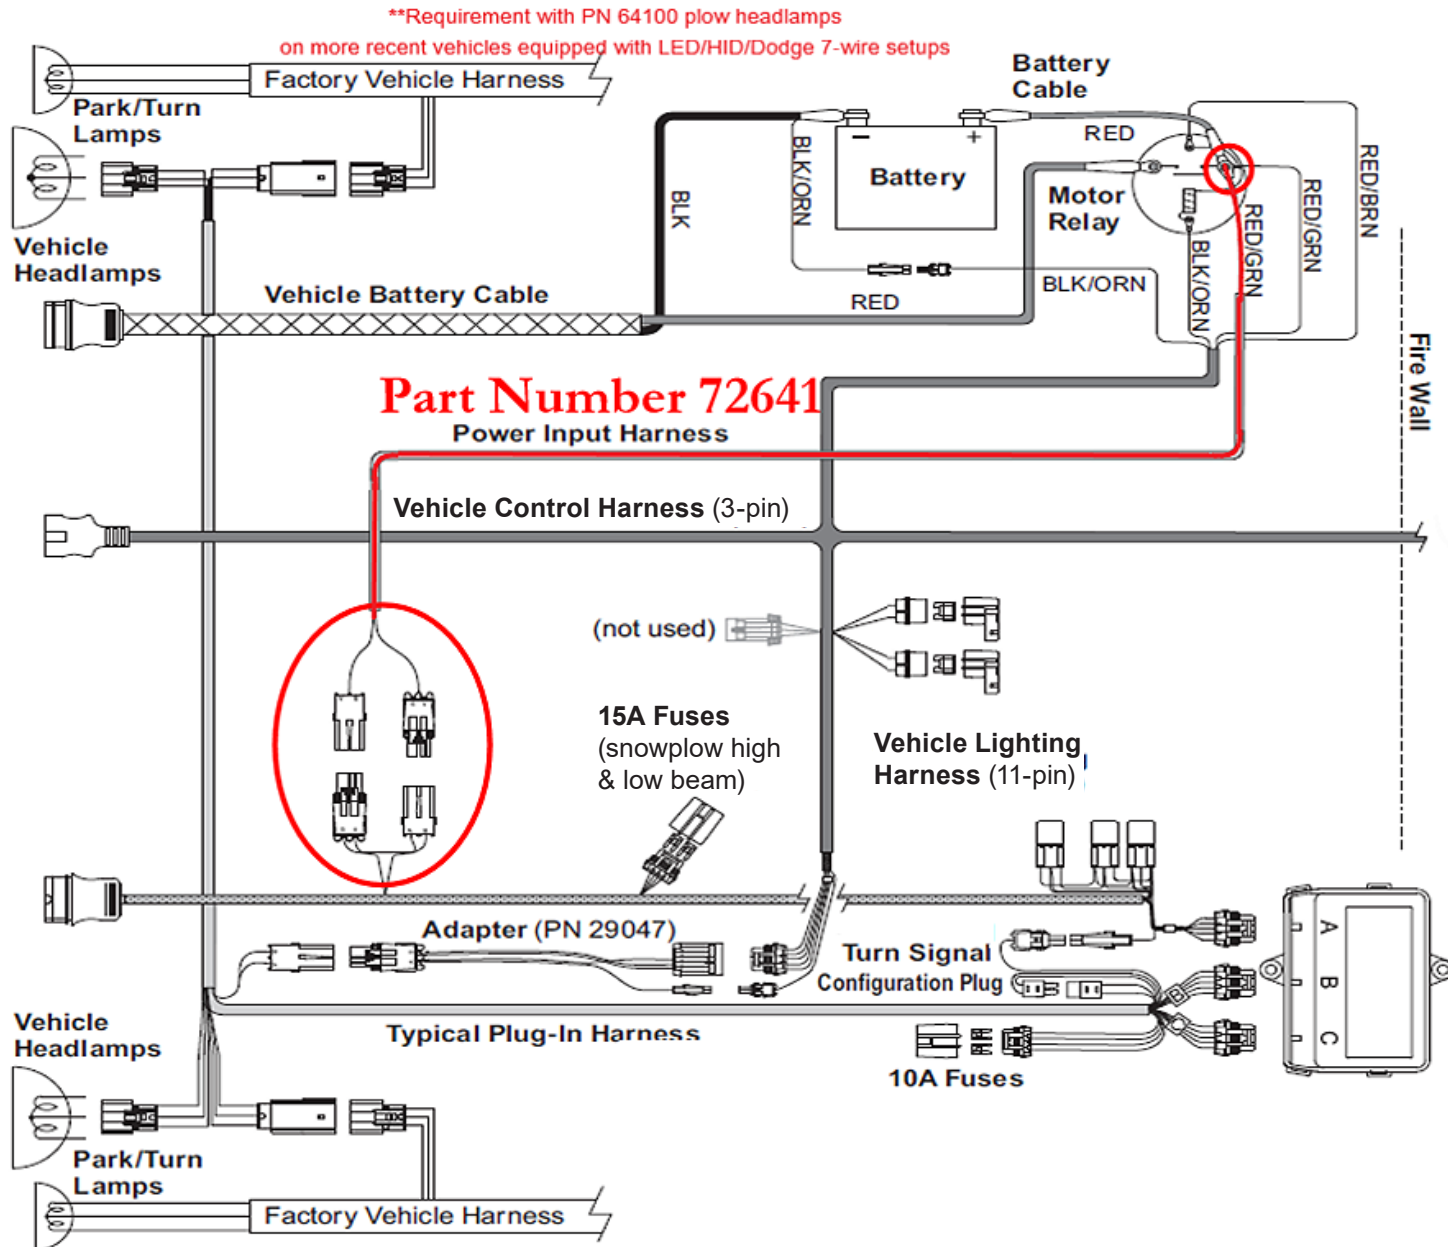 **Requirement with PN 64100 plow headlamps
on more recent vehicles equipped with LED/HID/Dodge 7-wire setups
Factory Vehicle Harness
Park/Turn
Lamps
Vehicle
Headlamps
Battery
Cable
RED
BLK/ORN
BLK
–
+
Battery
Motor
Relay
RED/BRN
RED/GRN
RED/GRN
BLK/ORN
BLK/ORN
RED
Vehicle Battery Cable
Fire Wall
Part Number 72641
Power Input Harness
Vehicle Control Harness (3-pin)
(not used)
15A Fuses
(snowplow high
& low beam)
Vehicle Lighting
Harness (11-pin)
Adapter (PN 29047)
Turn Signal
Configuration Plug
A
B
C
B
C
Typical Plug-In Harness
10A Fuses
Vehicle
Headlamps
Park/Turn
Lamps
Factory Vehicle Harness